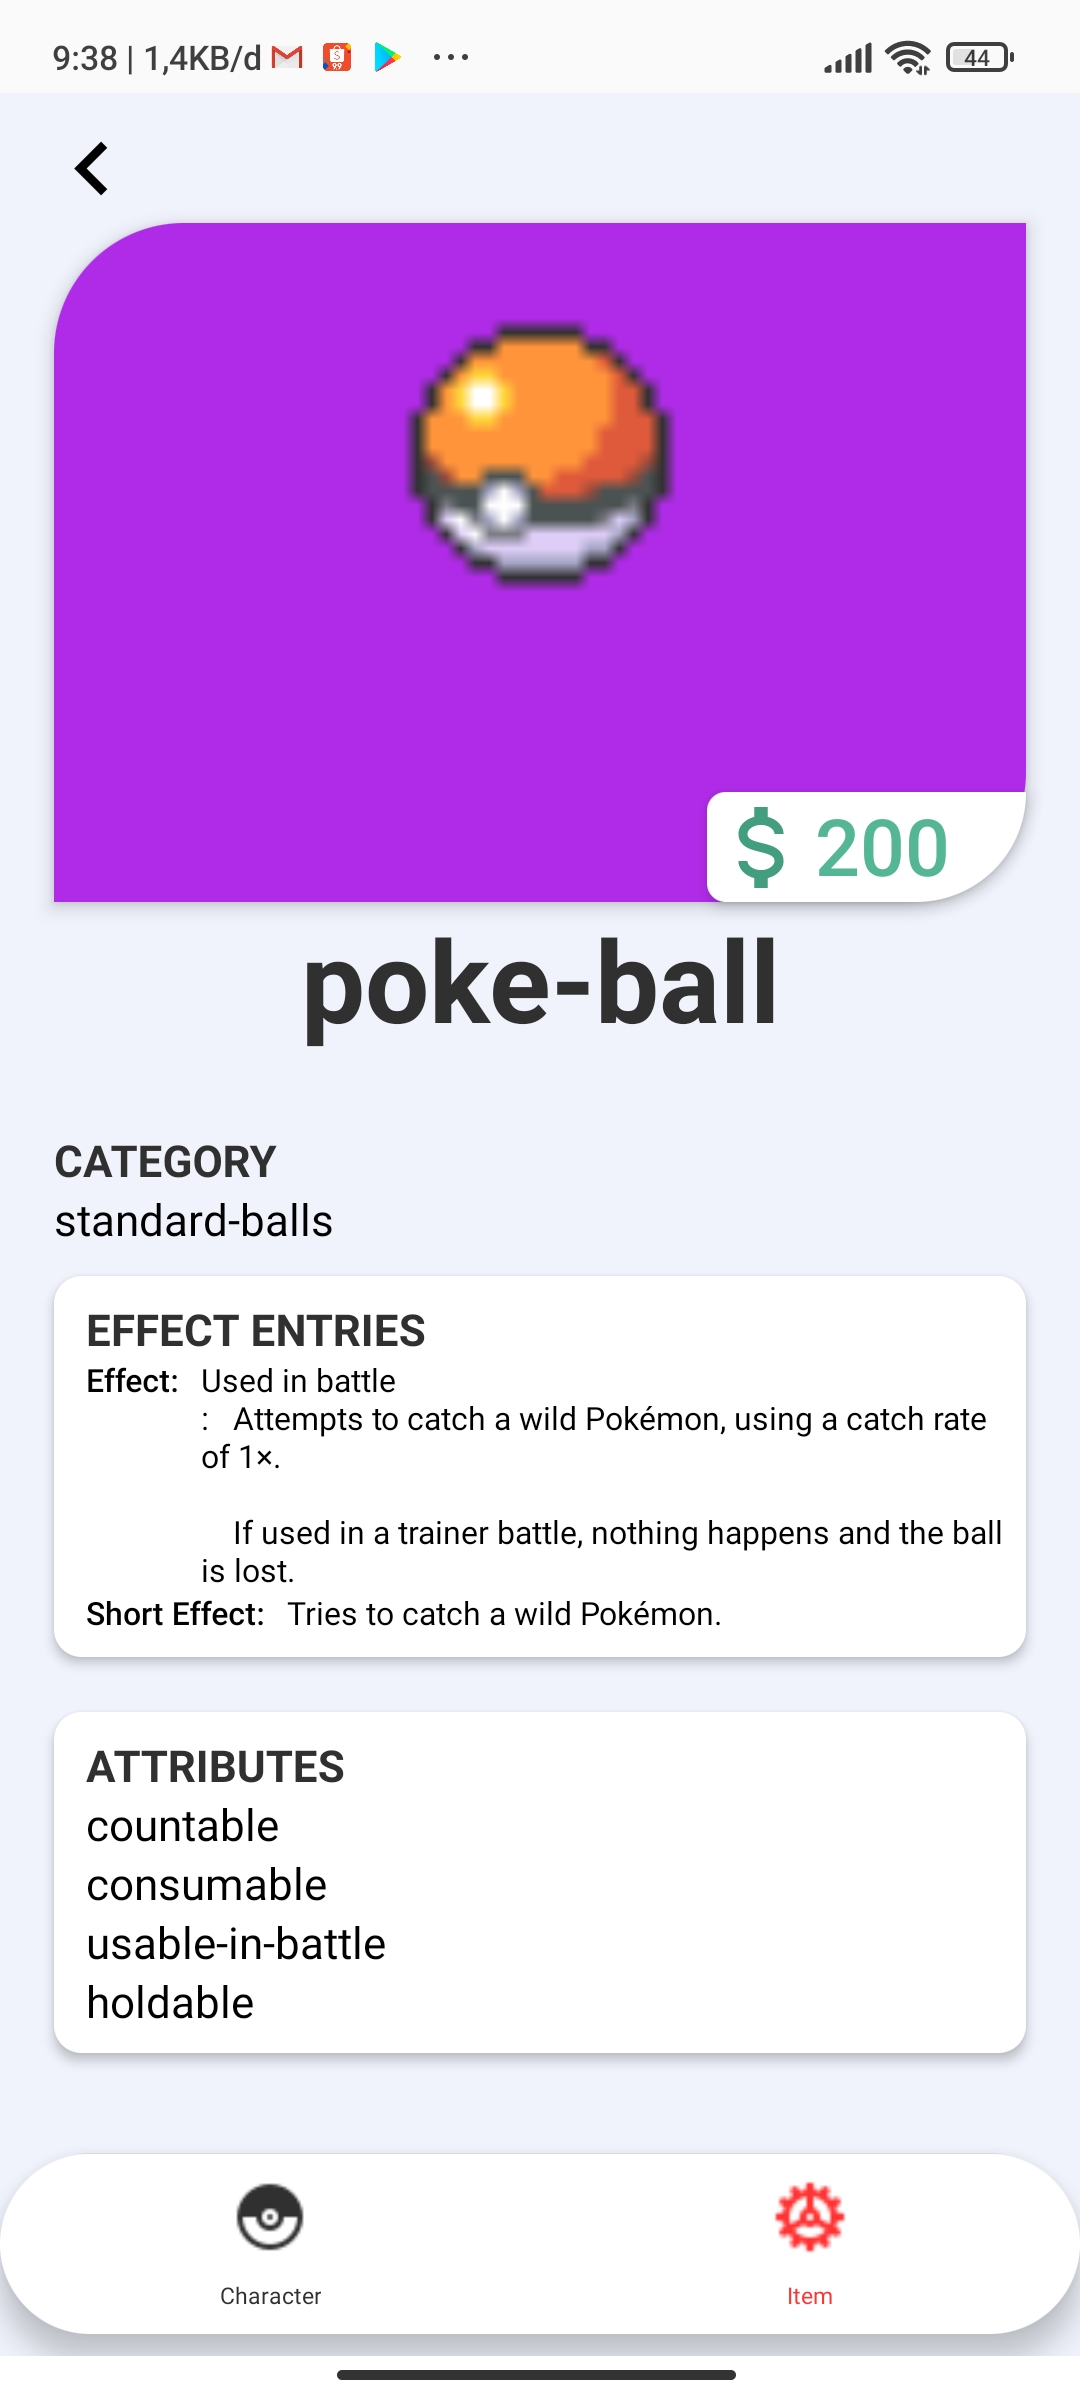 9:38 | 1,4KB/d
44
$ 200
poke-ball
CATEGORY
standard-balls
EFFECT ENTRIES
Effect: Used in battle
: Attempts to catch a wild Pokémon, using a catch rate
of 1×.
If used in a trainer battle, nothing happens and the ball
is lost.
Short Effect: Tries to catch a wild Pokémon.
ATTRIBUTES
countable
consumable
usable-in-battle
holdable
Character
Item